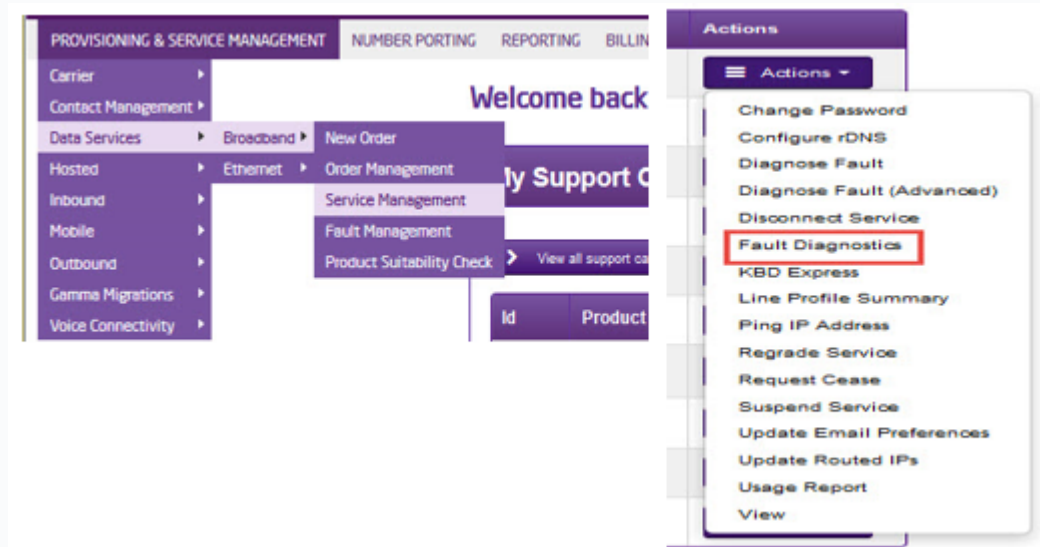 PROVISIONING & SERVICE MANAGEMENT NUMBER PORTING REPORTING BILLIN
Carrier
Contact Management
Data Services
Hosted
Inbound
Mobile
Outbound
Gamma Migrations
Voice Connectivity
Broadband
Ethernet
New Order
Order Management
Service Management
Fault Management
Product Suitability Check
Welcome back
My Support C
View all support ca
Id Product
Actions
Actions
Change Password
Configure rDNS
Diagnose Fault
Diagnose Fault (Advanced)
Disconnect Service
Fault Diagnostics
KBD Express
Line Profile Summary
Ping IP Address
Regrade Service
Request Cease
Suspend Service
Update Email Preferences
Update Routed IPs
Usage Report
View